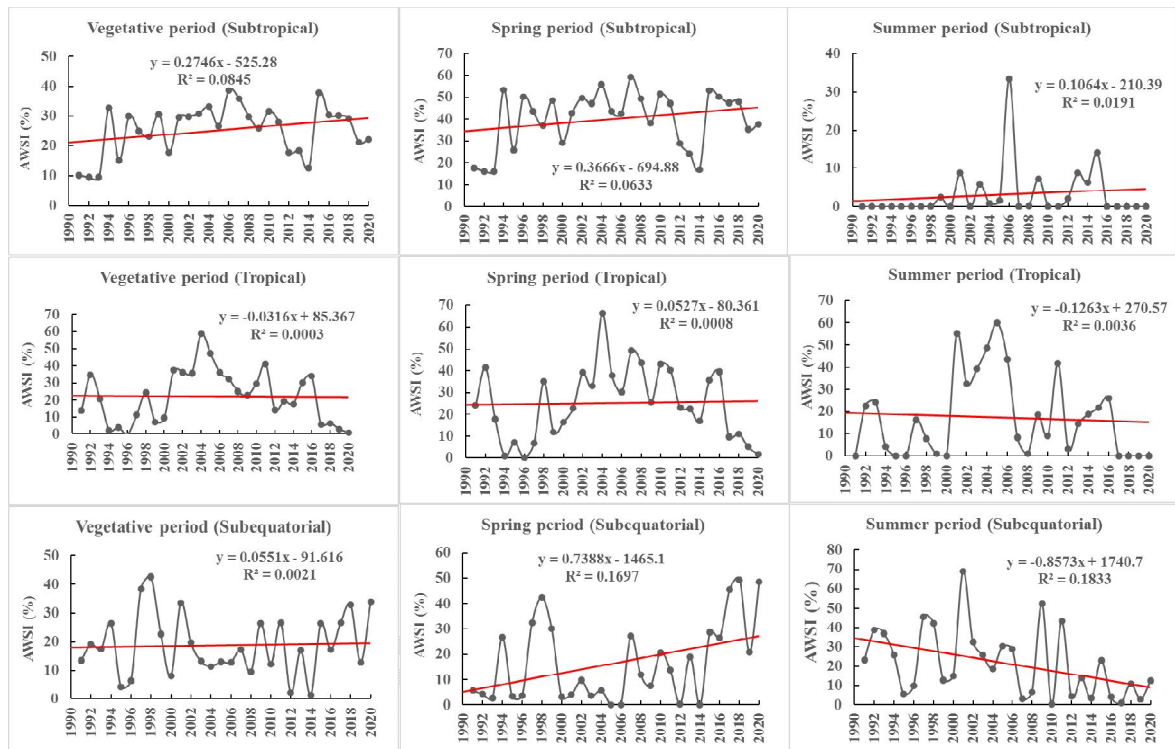 Vegetative period (Subtropical)
y = 0.2746x - 525.28
R² = 0.0845
AWSI (%)
50
40
30
20
10
0
1990 1992 1994 1996 1998 2000 2002 2004 2006 2008 2010 2012 2014 2016 2018 2020
Spring period (Subtropical)
y = 0.3666x - 694.88
R² = 0.0633
AWSI (%)
70
60
50
40
30
20
10
0
1990 1992 1994 1996 1998 2000 2002 2004 2006 2008 2010 2012 2014 2016 2018 2020
Summer period (Subtropical)
y = 0.1064x - 210.39
R² = 0.0191
AWSI (%)
40
30
20
10
0
1990 1992 1994 1996 1998 2000 2002 2004 2006 2008 2010 2012 2014 2016 2018 2020
Vegetative period (Tropical)
y = -0.0316x + 85.367
R² = 0.0003
AWSI (%)
70
60
50
40
30
20
10
0
1990 1992 1994 1996 1998 2000 2002 2004 2006 2008 2010 2012 2014 2016 2018 2020
Spring period (Tropical)
y = 0.0527x - 80.361
R² = 0.0008
AWSI (%)
80
70
60
50
40
30
20
10
0
1990 1992 1994 1996 1998 2000 2002 2004 2006 2008 2010 2012 2014 2016 2018 2020
Summer period (Tropical)
y = -0.1263x + 270.57
R² = 0.0036
AWSI (%)
70
60
50
40
30
20
10
0
1990 1992 1994 1996 1998 2000 2002 2004 2006 2008 2010 2012 2014 2016 2018 2020
Vegetative period (Subequatorial)
y = 0.0551x - 91.616
R² = 0.0021
AWSI (%)
50
40
30
20
10
0
1990 1992 1994 1996 1998 2000 2002 2004 2006 2008 2010 2012 2014 2016 2018 2020
Spring period (Subequatorial)
y = 0.7388x - 1465.1
R² = 0.1697
AWSI (%)
60
50
40
30
20
10
0
1990 1992 1994 1996 1998 2000 2002 2004 2006 2008 2010 2012 2014 2016 2018 2020
Summer period (Subequatorial)
y = -0.8573x + 1740.7
R² = 0.1833
AWSI (%)
80
70
60
50
40
30
20
10
0
1990 1992 1994 1996 1998 2000 2002 2004 2006 2008 2010 2012 2014 2016 2018 2020